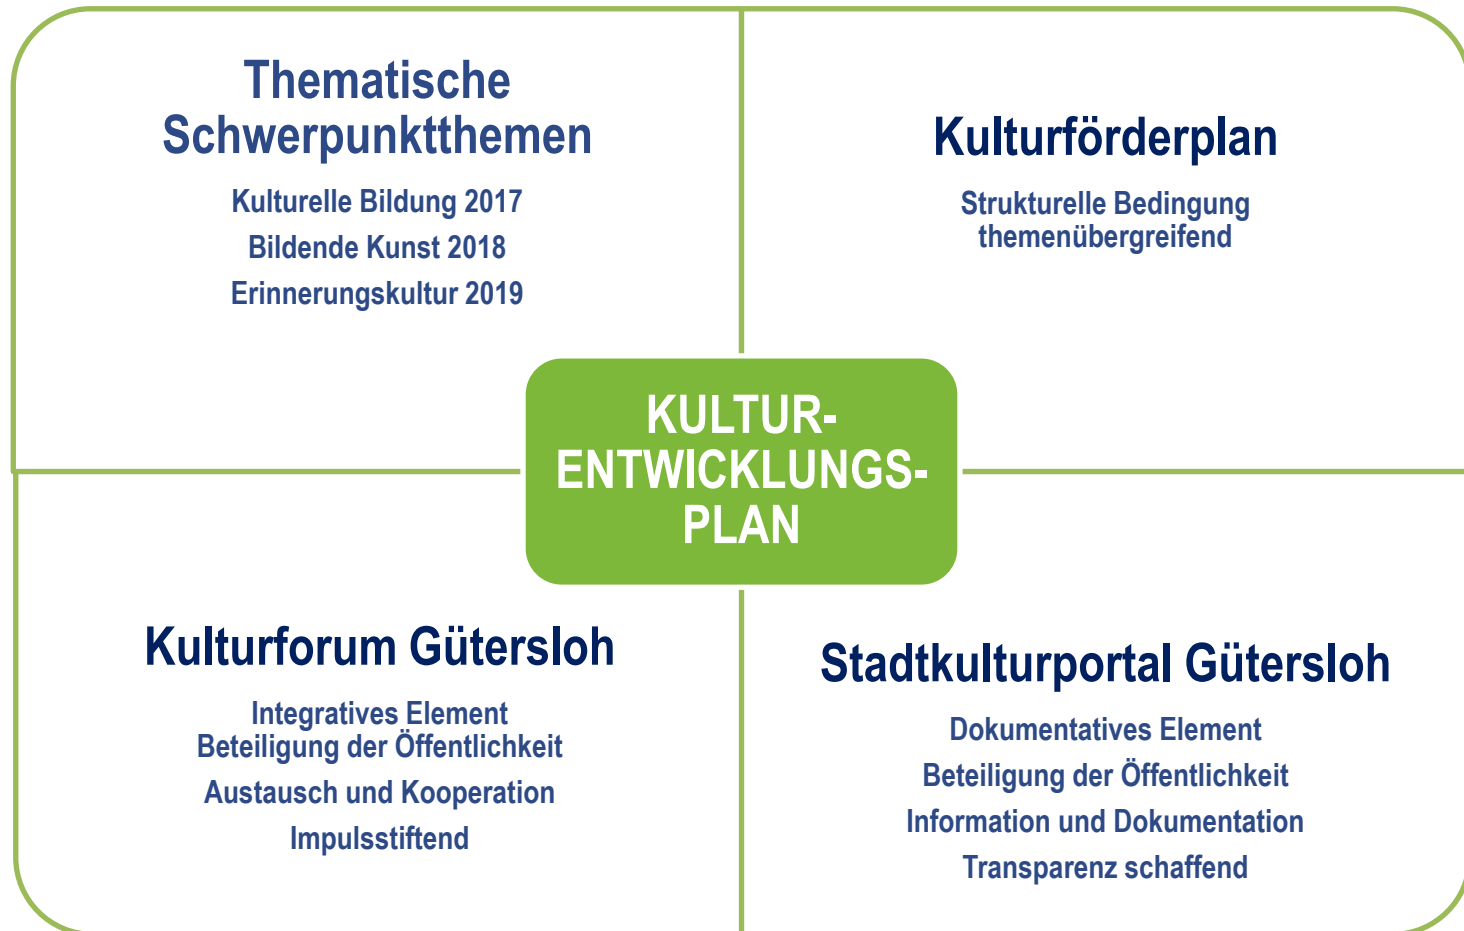 Thematische
Schwerpunktthemen
Kulturelle Bildung 2017
Bildende Kunst 2018
Erinnerungskultur 2019
Kulturförderplan
Strukturelle Bedingung
themenübergreifend
KULTUR-
ENTWICKLUNGS-
PLAN
Kulturforum Gütersloh
Integratives Element
Beteiligung der Öffentlichkeit
Austausch und Kooperation
Impulsstiftend
Stadtkulturportal Gütersloh
Dokumentatives Element
Beteiligung der Öffentlichkeit
Information und Dokumentation
Transparenz schaffend